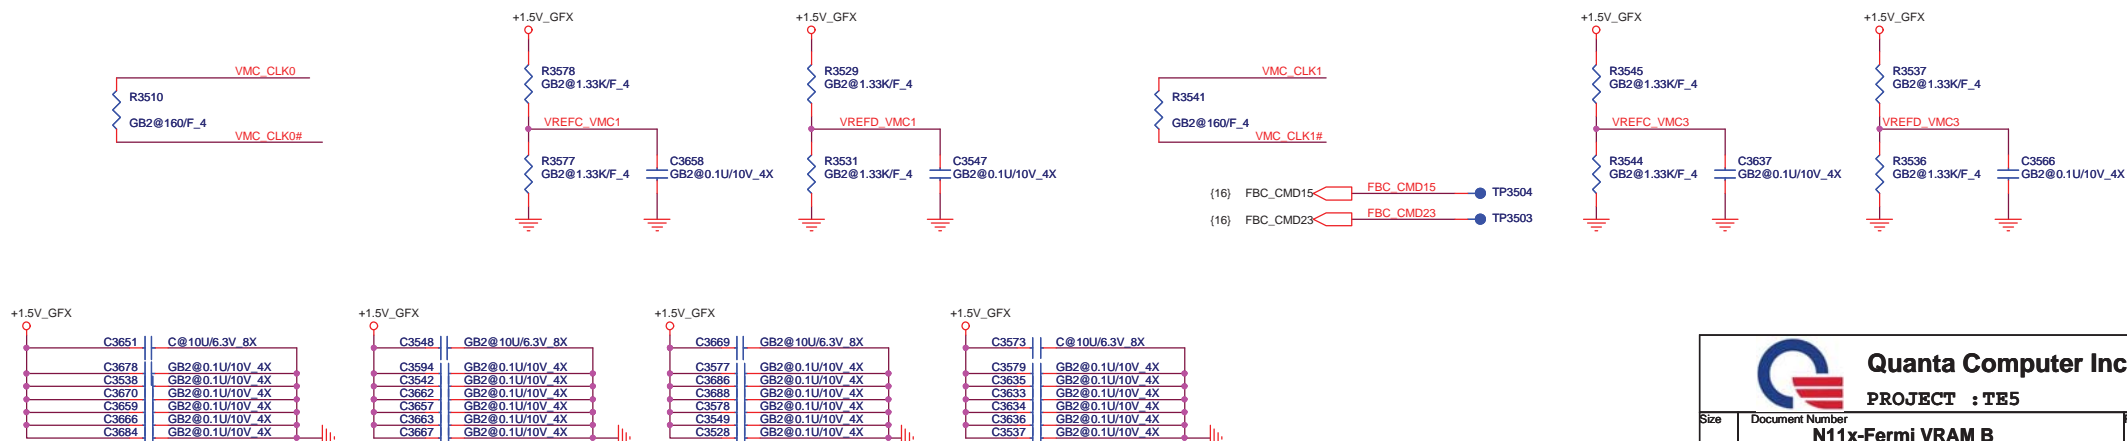 +1.5V_GFX
+1.5V_GFX
+1.5V_GFX
+1.5V_GFX
VMC_CLK0
R3510
GB2@160/F_4
VMC_CLK0#
R3578
GB2@1.33K/F_4
VREFC_VMC1
R3577
GB2@1.33K/F_4
C3658
GB2@0.1U/10V_4X
R3529
GB2@1.33K/F_4
VREFD_VMC1
R3531
GB2@1.33K/F_4
C3547
GB2@0.1U/10V_4X
VMC_CLK1
R3541
GB2@160/F_4
VMC_CLK1#
{16} FBC_CMD15 FBC_CMD15 TP3504
{16} FBC_CMD23 FBC_CMD23 TP3503
R3545
GB2@1.33K/F_4
VREFC_VMC3
R3544
GB2@1.33K/F_4
C3637
GB2@0.1U/10V_4X
R3537
GB2@1.33K/F_4
VREFD_VMC3
R3536
GB2@1.33K/F_4
C3566
GB2@0.1U/10V_4X
+1.5V_GFX
C3651 C@10U/6.3V_8X
C3678 GB2@0.1U/10V_4X
C3538 GB2@0.1U/10V_4X
C3670 GB2@0.1U/10V_4X
C3659 GB2@0.1U/10V_4X
C3666 GB2@0.1U/10V_4X
C3684 GB2@0.1U/10V_4X
+1.5V_GFX
C3548 GB2@10U/6.3V_8X
C3594 GB2@0.1U/10V_4X
C3542 GB2@0.1U/10V_4X
C3662 GB2@0.1U/10V_4X
C3657 GB2@0.1U/10V_4X
C3663 GB2@0.1U/10V_4X
C3667 GB2@0.1U/10V_4X
+1.5V_GFX
C3669 GB2@10U/6.3V_8X
C3577 GB2@0.1U/10V_4X
C3686 GB2@0.1U/10V_4X
C3688 GB2@0.1U/10V_4X
C3578 GB2@0.1U/10V_4X
C3549 GB2@0.1U/10V_4X
C3528 GB2@0.1U/10V_4X
+1.5V_GFX
C3573 C@10U/6.3V_8X
C3579 GB2@0.1U/10V_4X
C3635 GB2@0.1U/10V_4X
C3633 GB2@0.1U/10V_4X
C3634 GB2@0.1U/10V_4X
C3636 GB2@0.1U/10V_4X
C3537 GB2@0.1U/10V_4X
Quanta Computer Inc
PROJECT : TE5
Size Document Number
N11x-Fermi VRAM B